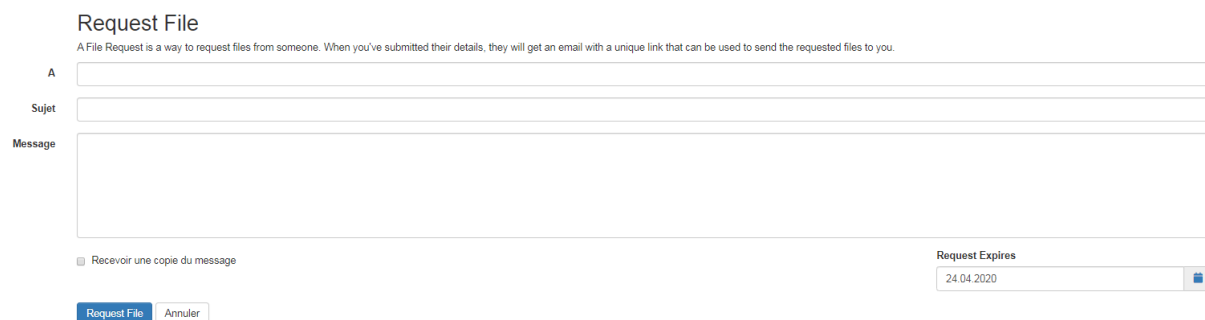 Request File
A File Request is a way to request files from someone. When you've submitted their details, they will get an email with a unique link that can be used to send the requested files to you.
A
Sujet
Message
Recevoir une copie du message
Request Expires
24.04.2020
Request File Annuler